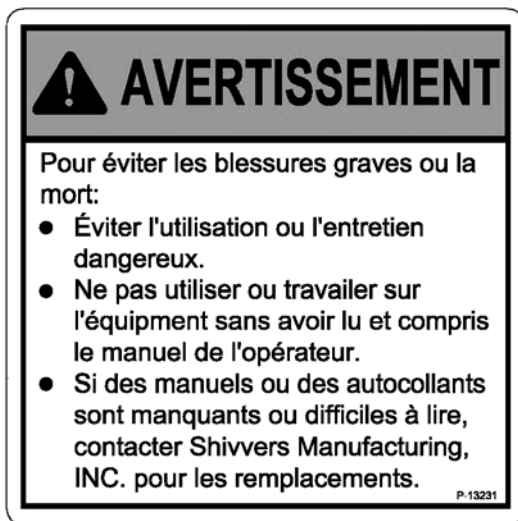 AVERTISSEMENT
Pour éviter les blessures graves ou la
mort:
● Éviter l'utilisation ou l'entretien
dangereux.
● Ne pas utiliser ou travailer sur
l'équipment sans avoir lu et compris
le manuel de l'opérateur.
● Si des manuels ou des autocollants
sont manquants ou difficiles à lire,
contacter Shivvers Manufacturing,
INC. pour les remplacements.
P-13231